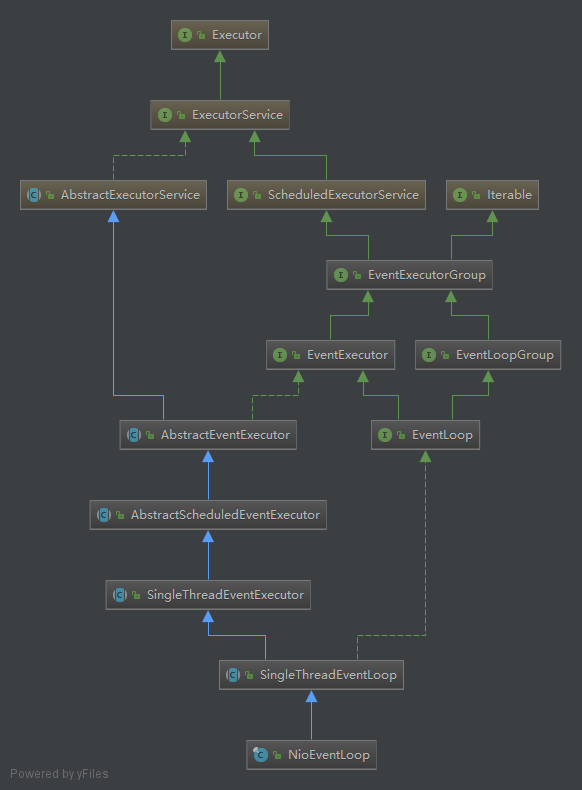 Executor
ExecutorService
AbstractExecutorService
ScheduledExecutorService
Iterable
EventExecutorGroup
EventExecutor
EventLoopGroup
AbstractEventExecutor
EventLoop
AbstractScheduledEventExecutor
SingleThreadEventExecutor
SingleThreadEventLoop
NioEventLoop
Powered by yFiles